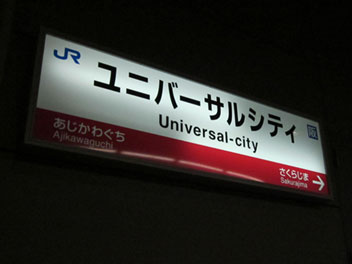 JR
ユニバーサルシティ
阪
Universal-city
あじかわぐち
Ajikawaguchi
さくらじま
Sakurajima